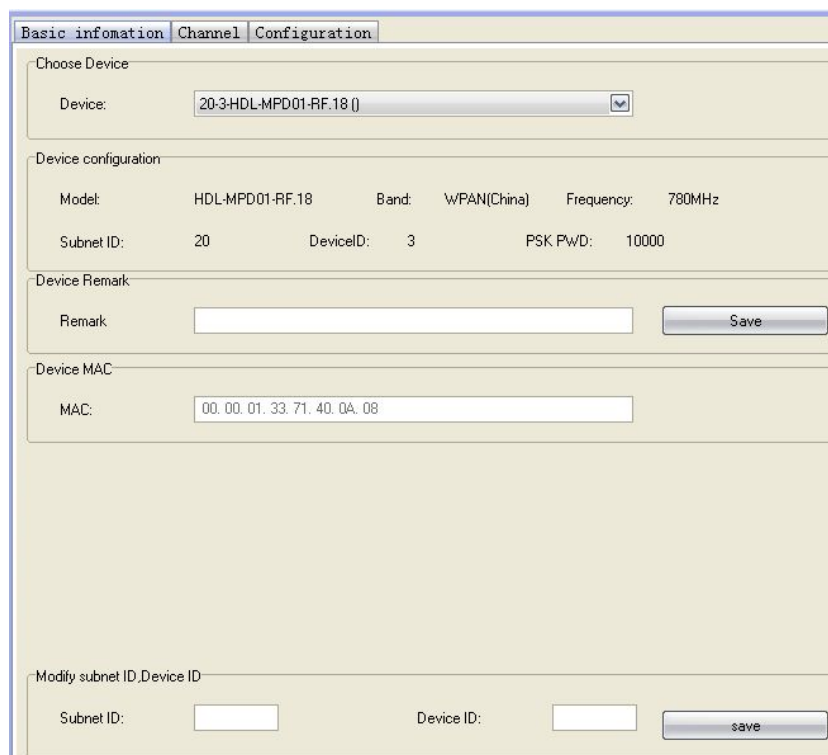 Basic infomation Channel Configuration
Choose Device
Device: 20-3-HDL-MPD01-RF.18 ()
Device configuration
Model: HDL-MPD01-RF.18 Band: WPAN(China) Frequency: 780MHz
Subnet ID: 20 DeviceID: 3 PSK PWD: 10000
Device Remark
Remark Save
Device MAC
MAC: 00. 00. 01. 33. 71. 40. 0A. 08
Modify subnet ID,Device ID
Subnet ID: Device ID: save